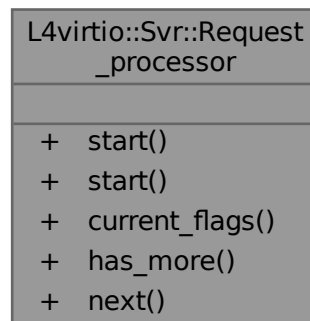 L4virtio::Svr::Request
_processor
+ start()
+ start()
+ current_flags()
+ has_more()
+ next()